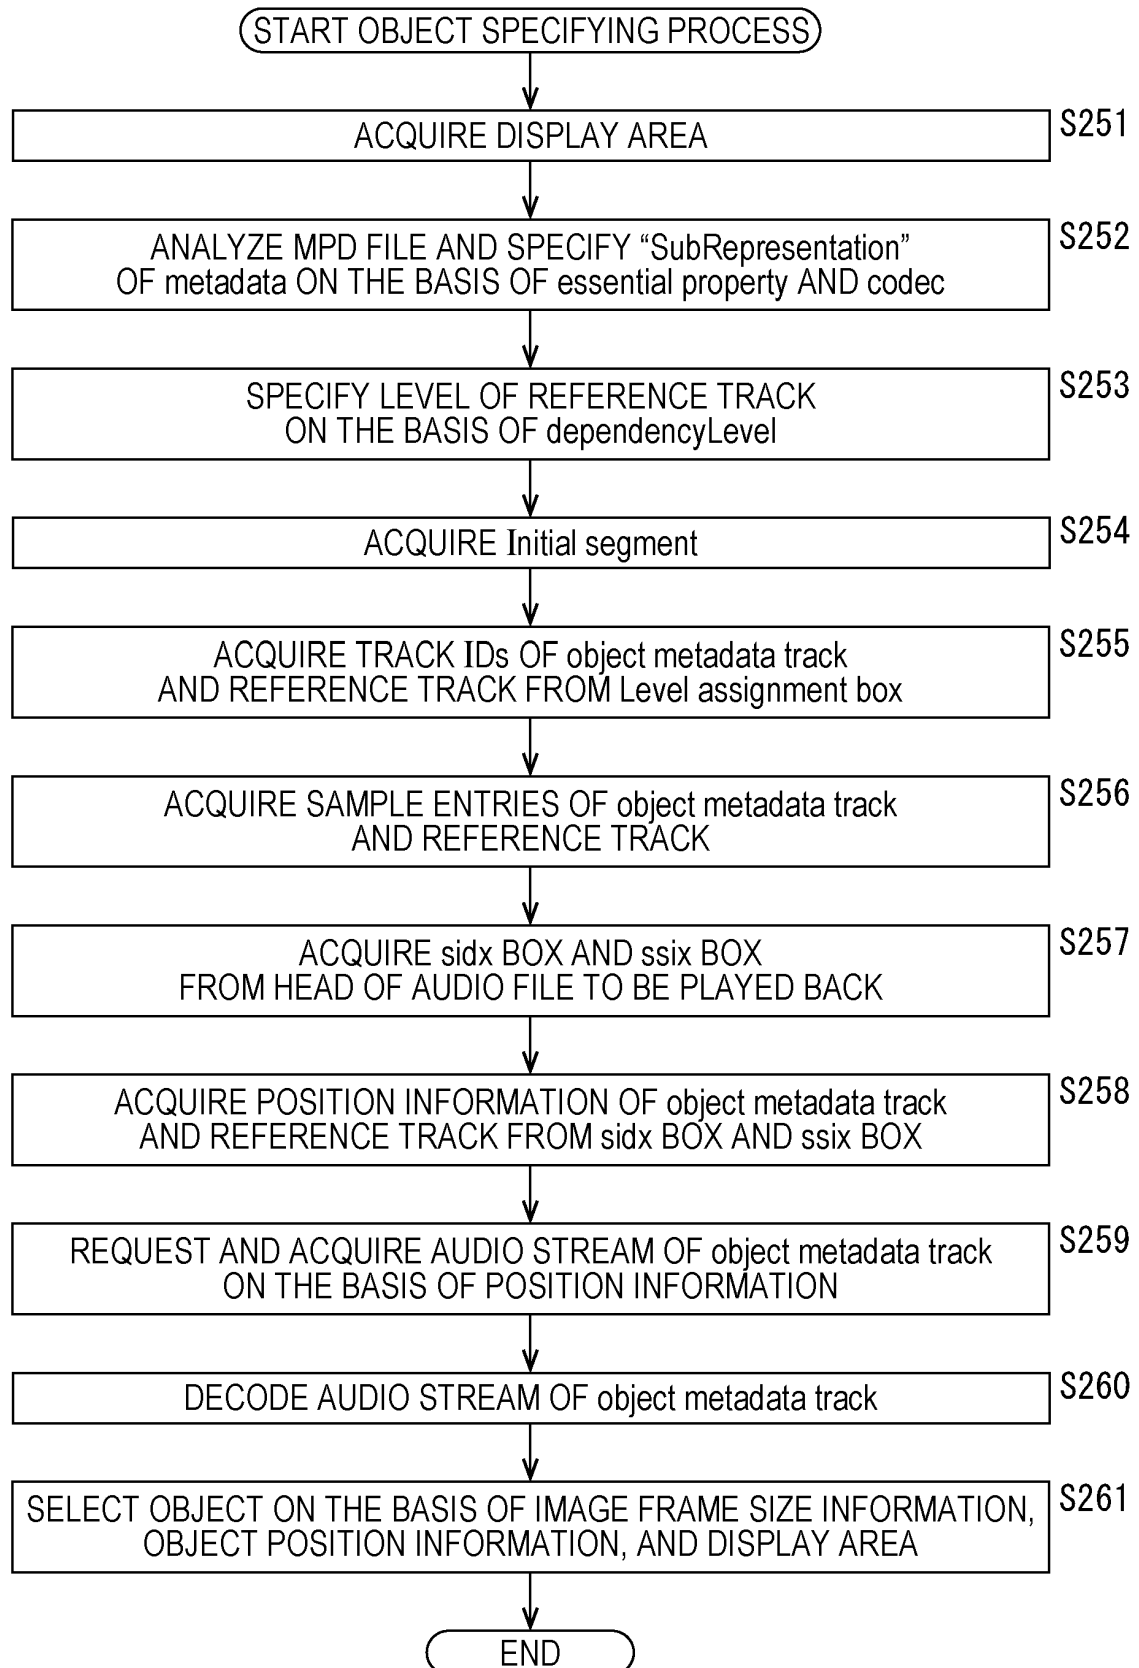 START OBJECT SPECIFYING PROCESS
S251
ACQUIRE DISPLAY AREA
S252
ANALYZE MPD FILE AND SPECIFY “SubRepresentation”
OF metadata ON THE BASIS OF essential property AND codec
S253
SPECIFY LEVEL OF REFERENCE TRACK
ON THE BASIS OF dependencyLevel
S254
ACQUIRE Initial segment
S255
ACQUIRE TRACK IDs OF object metadata track
AND REFERENCE TRACK FROM Level assignment box
S256
ACQUIRE SAMPLE ENTRIES OF object metadata track
AND REFERENCE TRACK
S257
ACQUIRE sidx BOX AND ssix BOX
FROM HEAD OF AUDIO FILE TO BE PLAYED BACK
S258
ACQUIRE POSITION INFORMATION OF object metadata track
AND REFERENCE TRACK FROM sidx BOX AND ssix BOX
S259
REQUEST AND ACQUIRE AUDIO STREAM OF object metadata track
ON THE BASIS OF POSITION INFORMATION
S260
DECODE AUDIO STREAM OF object metadata track
S261
SELECT OBJECT ON THE BASIS OF IMAGE FRAME SIZE INFORMATION,
OBJECT POSITION INFORMATION, AND DISPLAY AREA
END